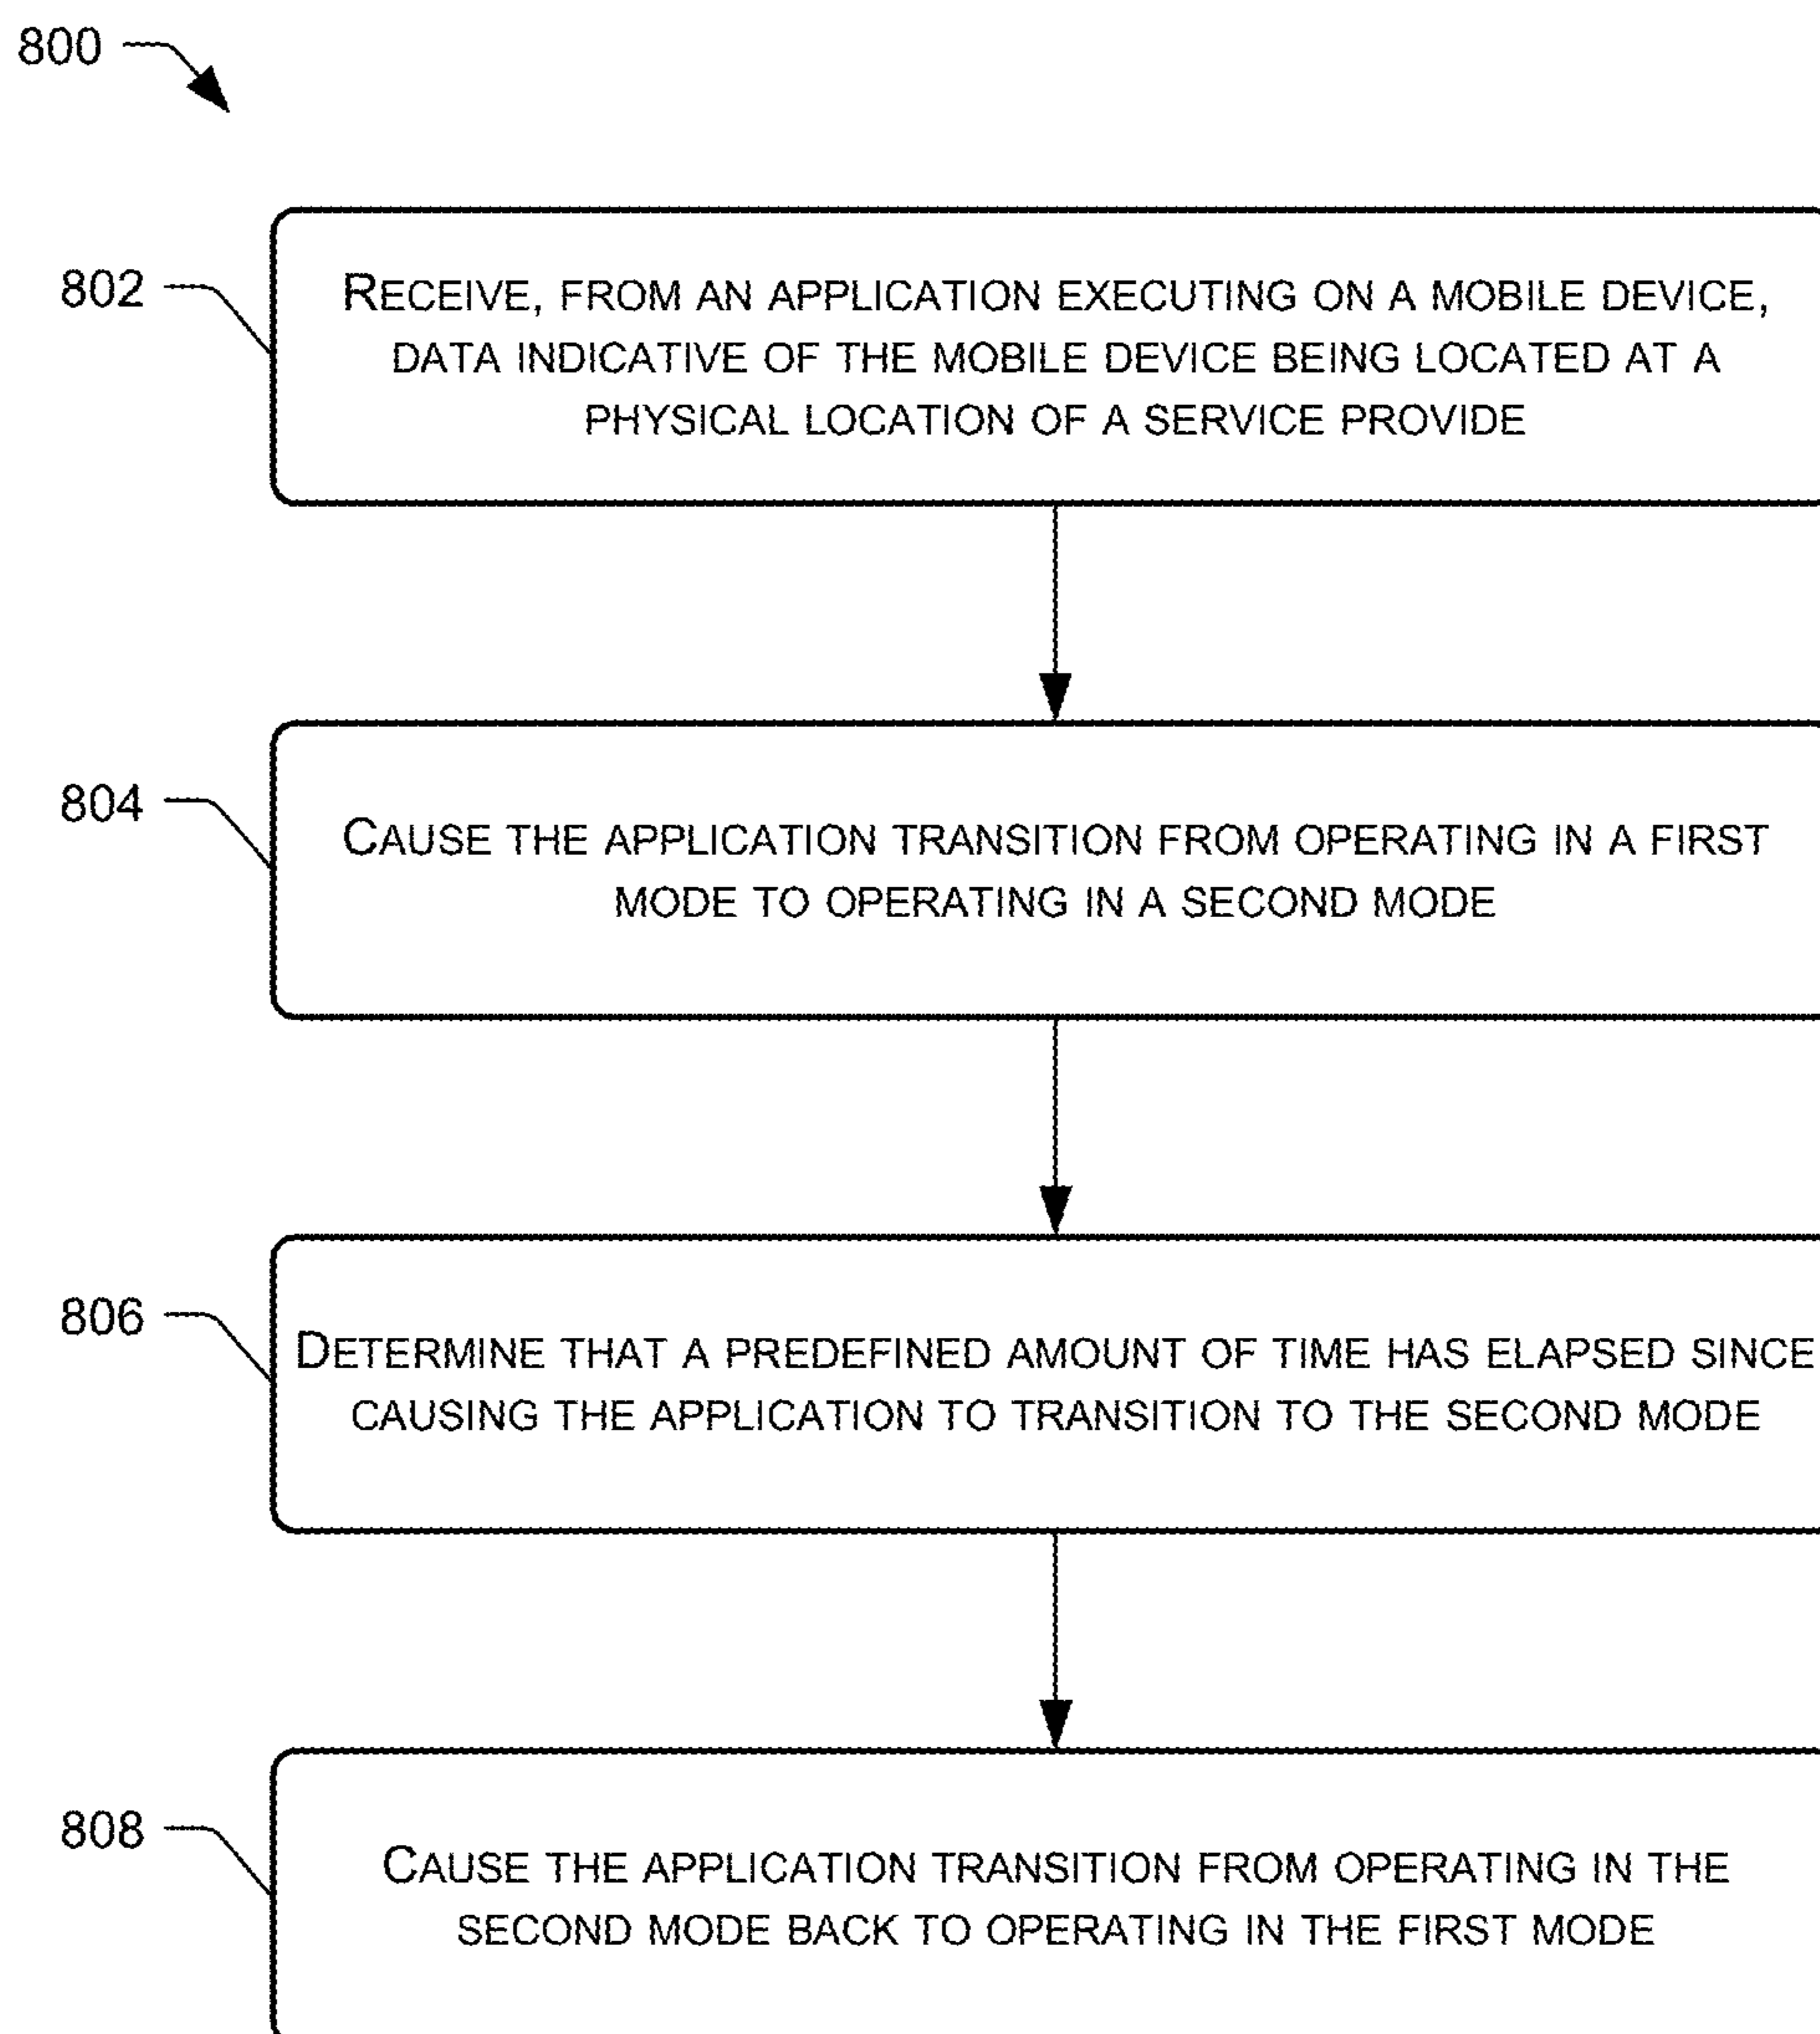 800
802
RECEIVE, FROM AN APPLICATION EXECUTING ON A MOBILE DEVICE,
DATA INDICATIVE OF THE MOBILE DEVICE BEING LOCATED AT A
PHYSICAL LOCATION OF A SERVICE PROVIDE
804
CAUSE THE APPLICATION TRANSITION FROM OPERATING IN A FIRST
MODE TO OPERATING IN A SECOND MODE
806
DETERMINE THAT A PREDEFINED AMOUNT OF TIME HAS ELAPSED SINCE
CAUSING THE APPLICATION TO TRANSITION TO THE SECOND MODE
808
CAUSE THE APPLICATION TRANSITION FROM OPERATING IN THE
SECOND MODE BACK TO OPERATING IN THE FIRST MODE